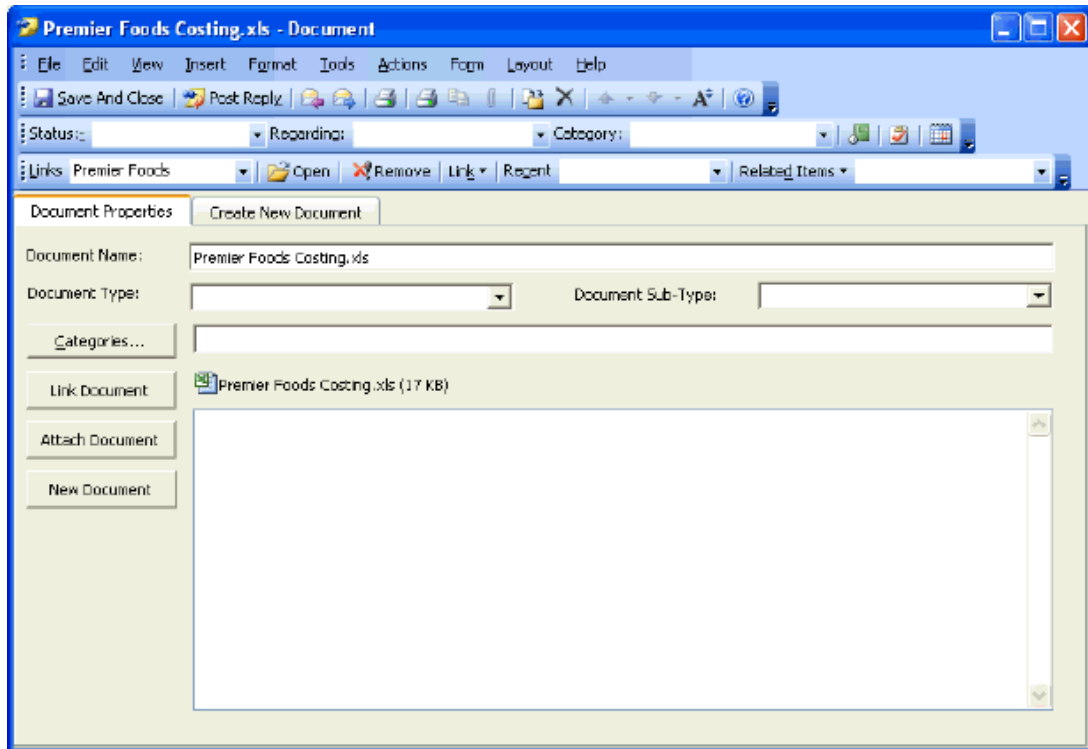 Premier Foods Costing.xls - Document
File Edit View Insert Format Tools Actions Form Layout Help
Save And Close Post Reply
Status: Regarding: Category:
Links Premier Foods Open Remove Link Recent Related Items
Document Properties Create New Document
Document Name: Premier Foods Costing.xls
Document Type: Document Sub-Type:
Categories...
Link Document Premier Foods Costing.xls (17 KB)
Attach Document
New Document